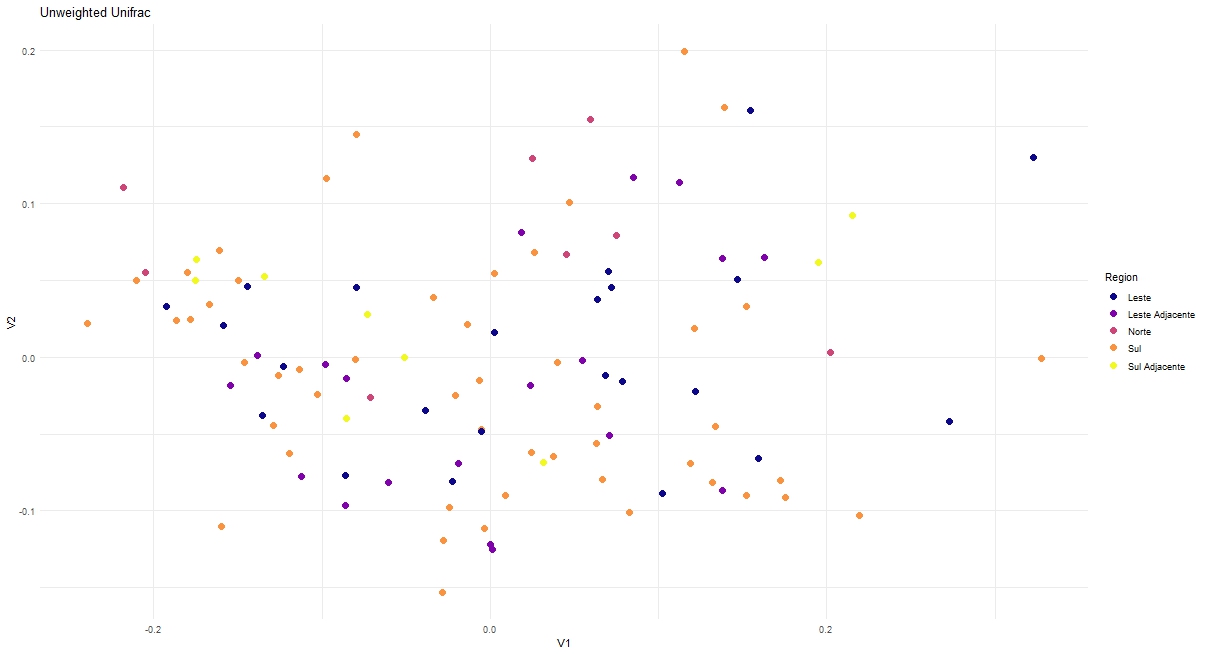 Unweighted Unifrac
0.2
0.1
0.0
-0.1
V2
-0.2
0.0
0.2
V1
Region
Leste
Leste Adjacente
Norte
Sul
Sul Adjacente